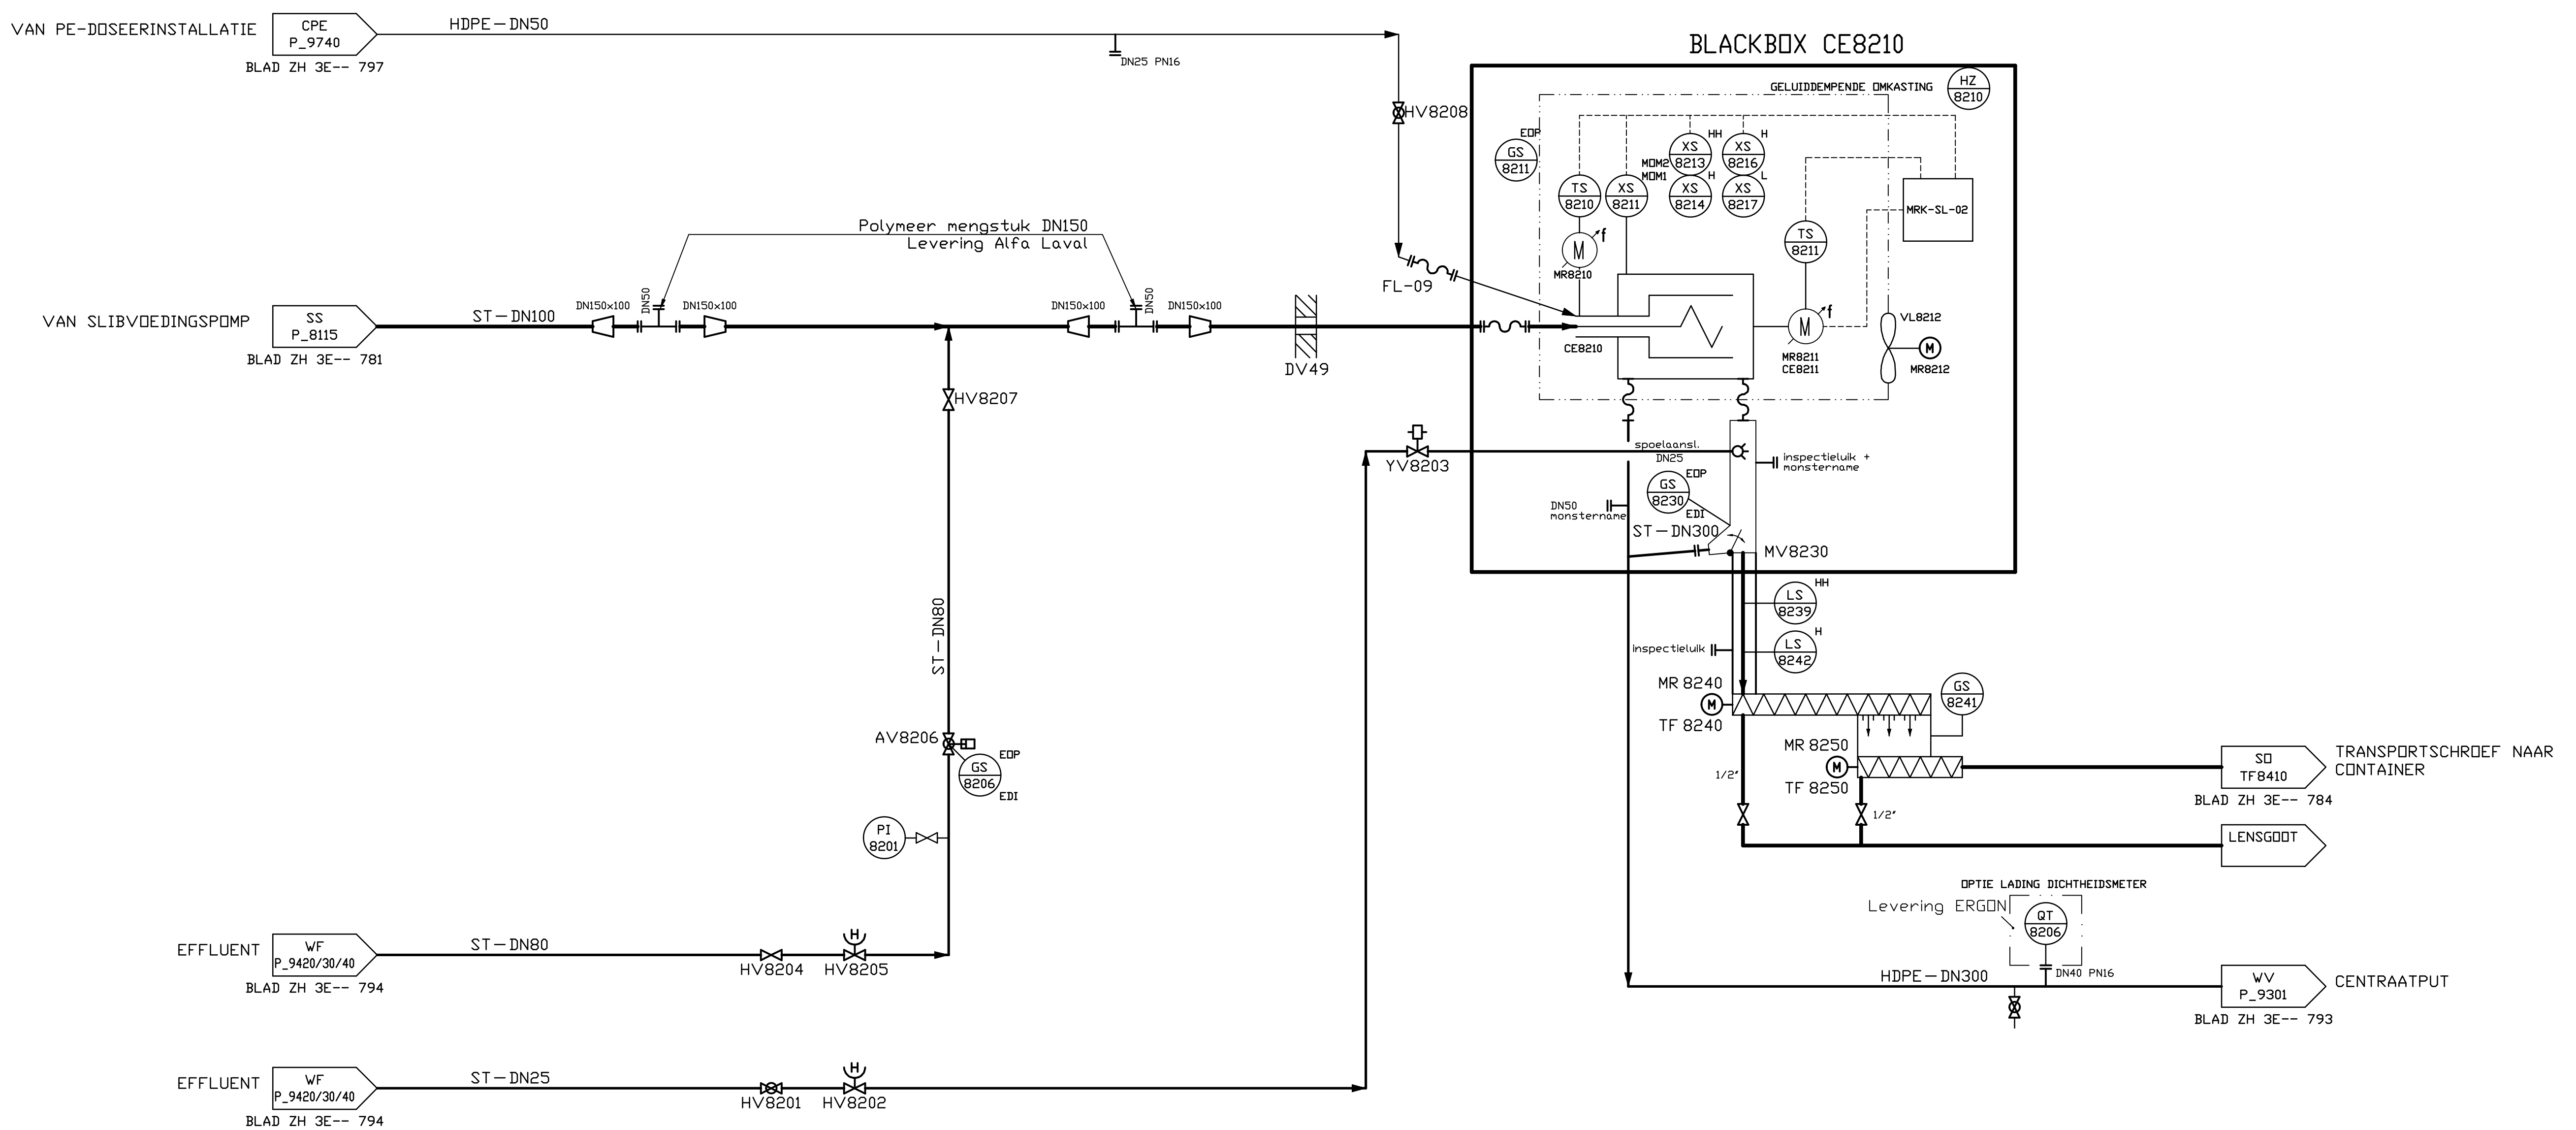 VAN PE-DOSEERINSTALLATIE
CPE
P_9740
BLAD ZH 3E-- 797
HDPE-DN50
DN25 PN16
HV8208
FL-09
BLACKBOX CE8210
GELUIDDEMPENDE OMKASTING
HZ
8210
EOP
GS
8211
TS
8210
XS
8211
MOM2
MOM1
HH
XS
8213
H
XS
8214
H
XS
8216
L
XS
8217
MRK-SL-02
M
f
MR8210
TS
8211
M
f
MR8211
CE8211
CE8210
VL8212
M
MR8212
Polymeer mengstuk DN150
Levering Alfa Laval
VAN SLIBVOEDINGSPOMP
SS
P_8115
BLAD ZH 3E-- 781
ST-DN100
DN150x100
DN50
DN150x100
DN150x100
DN50
DN150x100
DV49
HV8207
ST-DN80
YV8203
spoelaansl.
DN25
inspectieluik +
monstername
GS
8230
EOP
EDI
DN50
monstername
ST-DN300
MV8230
LS
8239
HH
LS
8242
H
inspectieluik
MR 8240
M
TF 8240
GS
8241
MR 8250
M
TF 8250
1/2"
1/2"
SO
TF8410
BLAD ZH 3E-- 784
TRANSPORTSCHROEF NAAR
CONTAINER
LENSGOOT
AV8206
GS
8206
EOP
EDI
PI
8201
OPTIE LADING DICHTHEIDSMETER
Levering ERGON
QT
8206
DN40 PN16
HDPE-DN300
WV
P_9301
BLAD ZH 3E-- 793
CENTRAATPUT
EFFLUENT
WF
P_9420/30/40
BLAD ZH 3E-- 794
ST-DN80
HV8204
H
HV8205
EFFLUENT
WF
P_9420/30/40
BLAD ZH 3E-- 794
ST-DN25
HV8201
H
HV8202